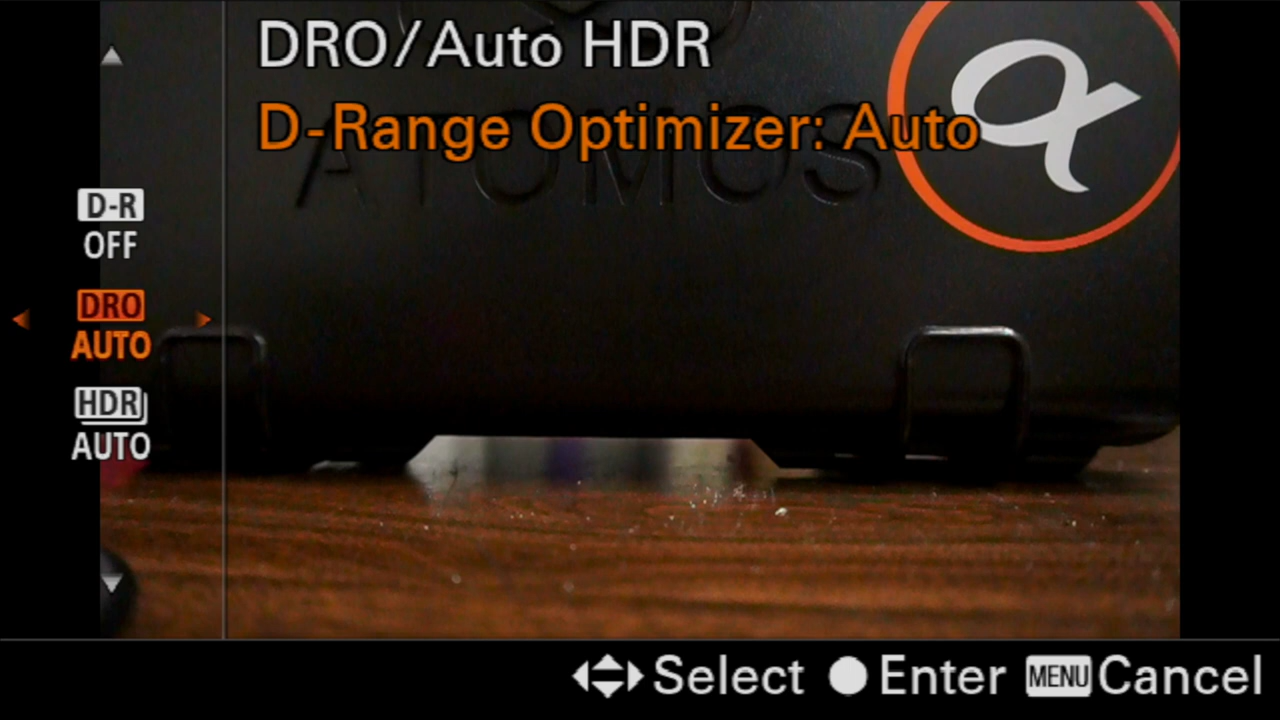 DRO/Auto HDR
D-Range Optimizer: Auto
ATOMOS
α
D-R
OFF
DRO
AUTO
HDR
AUTO
Select Enter MENU Cancel